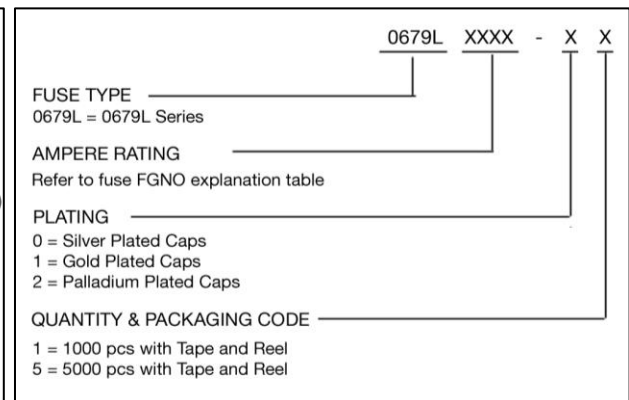 0679L XXXX - X X
FUSE TYPE
0679L = 0679L Series
AMPERE RATING
Refer to fuse FGNO explanation table
PLATING
0 = Silver Plated Caps
1 = Gold Plated Caps
2 = Palladium Plated Caps
QUANTITY & PACKAGING CODE
1 = 1000 pcs with Tape and Reel
5 = 5000 pcs with Tape and Reel